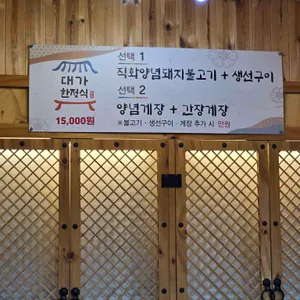 대가
한정식
15,000원
선택 1
직화양념돼지불고기 + 생선구이
선택 2
양념게장 + 간장게장
※불고기 - 생선구이 - 게장 추가 시 만원